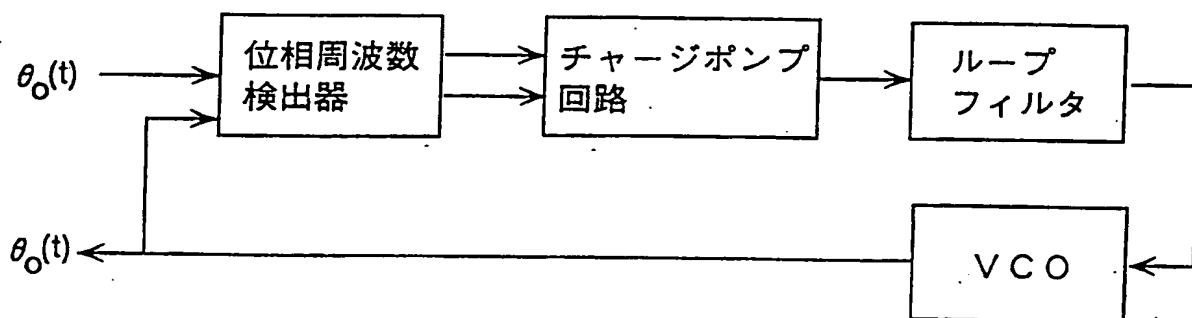 θo(t)
位相周波数
検出器
チャージポンプ
回路
ループ
フィルタ
θo(t)
VCO